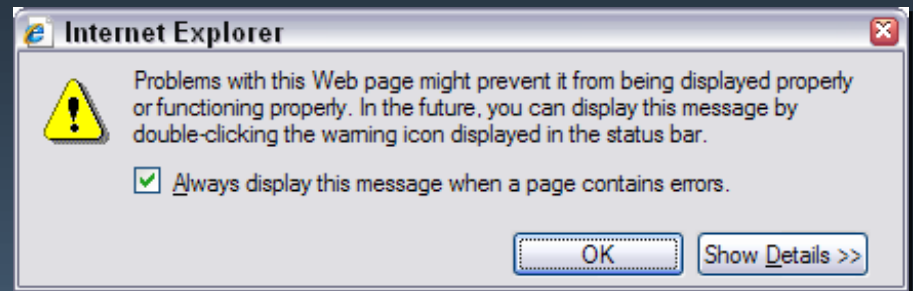 Internet Explorer
Problems with this Web page might prevent it from being displayed properly
or functioning properly. In the future, you can display this message by
double-clicking the warning icon displayed in the status bar.
Always display this message when a page contains errors.
OK
Show Details >>